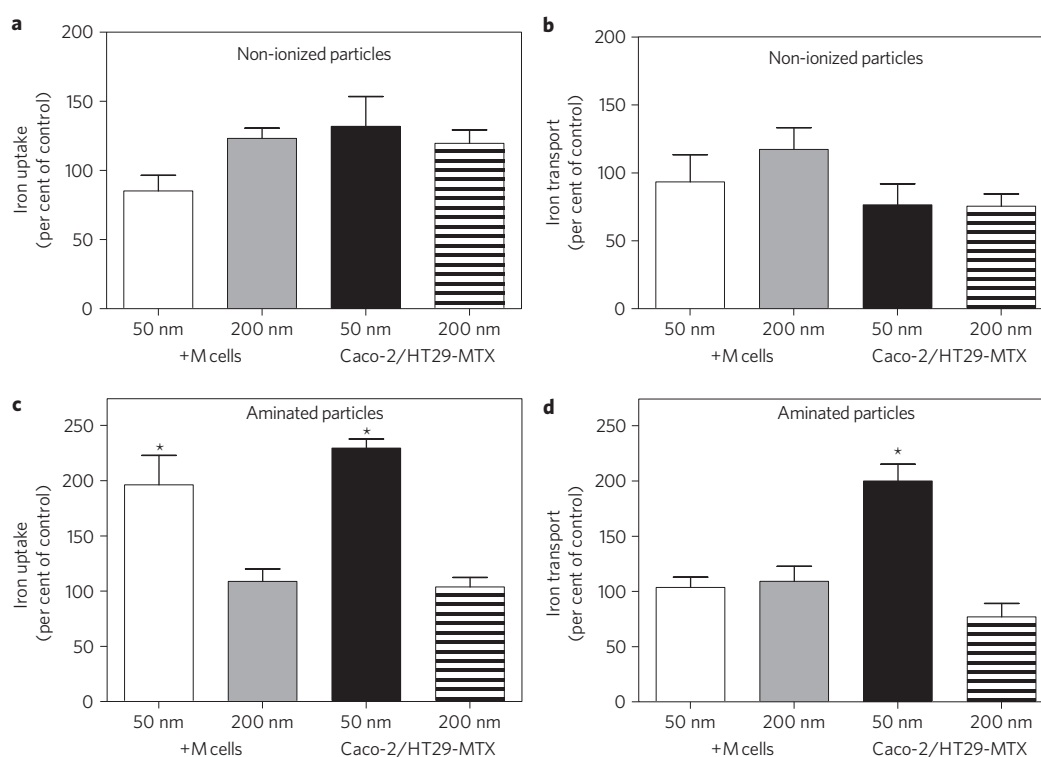 a
Non-ionized particles
Iron uptake
(per cent of control)
200
150
100
50
0
50 nm 200 nm 50 nm 200 nm
+M cells Caco-2/HT29-MTX
b
Non-ionized particles
Iron transport
(per cent of control)
200
150
100
50
0
50 nm 200 nm 50 nm 200 nm
+M cells Caco-2/HT29-MTX
c
Aminated particles
Iron uptake
(per cent of control)
250
200
150
100
50
0
* *
50 nm 200 nm 50 nm 200 nm
+M cells Caco-2/HT29-MTX
d
Aminated particles
Iron transport
(per cent of control)
250
200
150
100
50
0
*
50 nm 200 nm 50 nm 200 nm
+M cells Caco-2/HT29-MTX